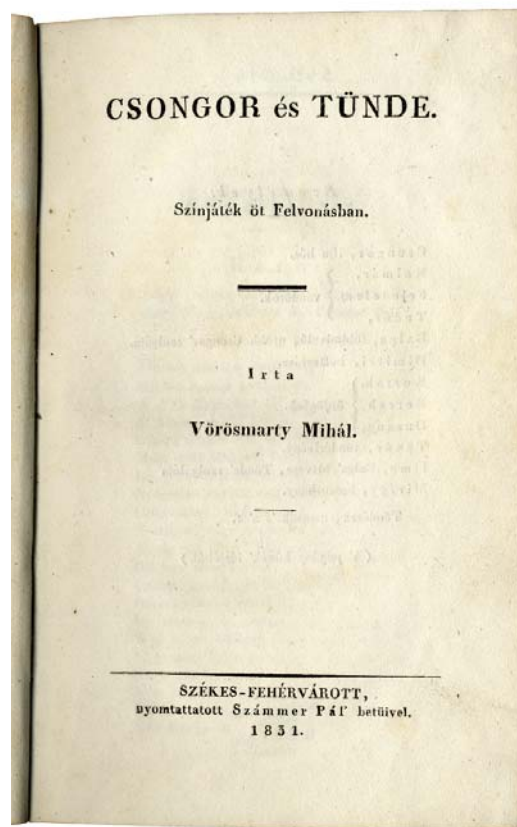 CSONGOR és TÜNDE.
Színjáték öt Felvonásban.
Irta
Vörösmarty Mihál.
SZÉKES-FEHÉRVÁROTT,
nyomtattatott Számmer Pál' betüivel.
1831.